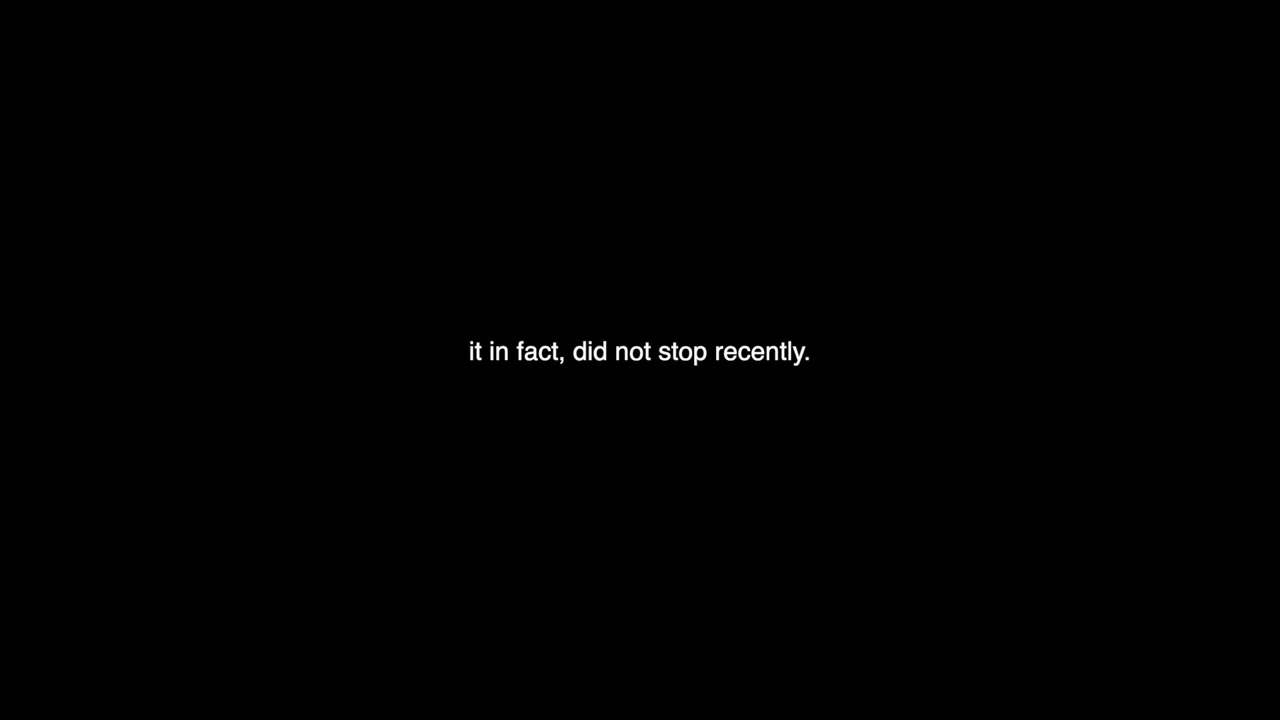 it in fact, did not stop recently.